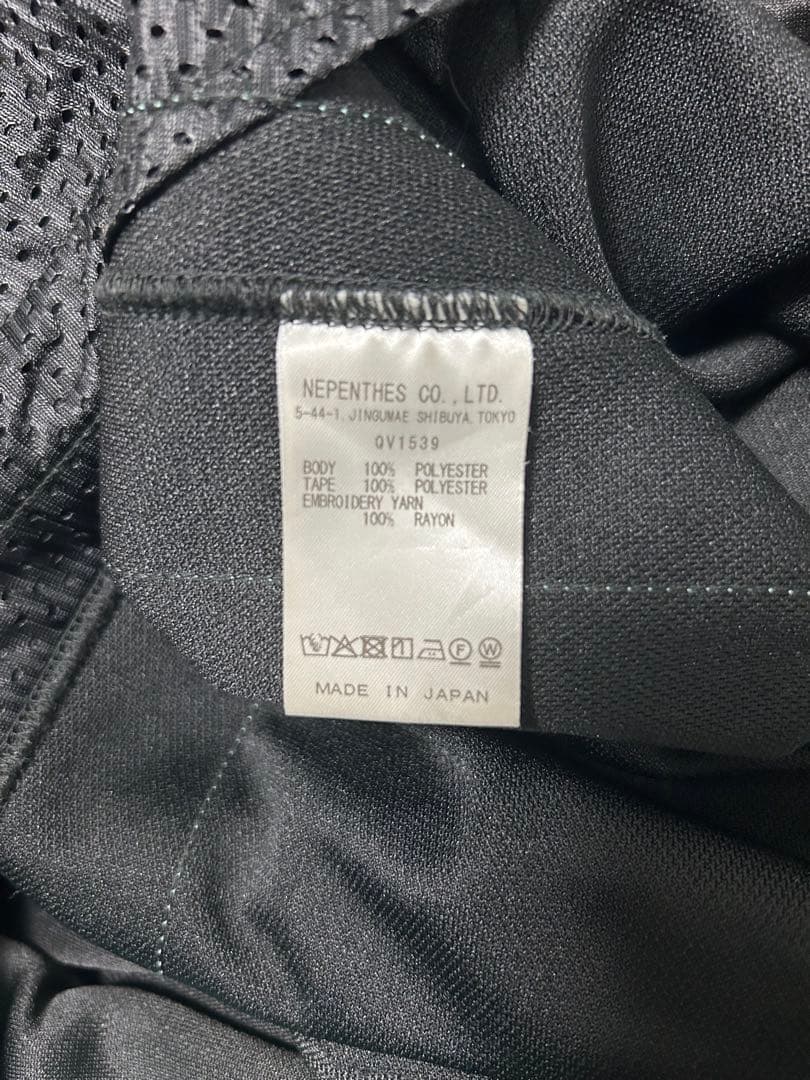 NEPENTHES CO.,LTD.
5-44-1, JINGUMAE SHIBUYA, TOKYO
QV1539
BODY 100% POLYESTER
TAPE 100% POLYESTER
EMBROIDERY YARN
100% RAYON
F W
MADE IN JAPAN